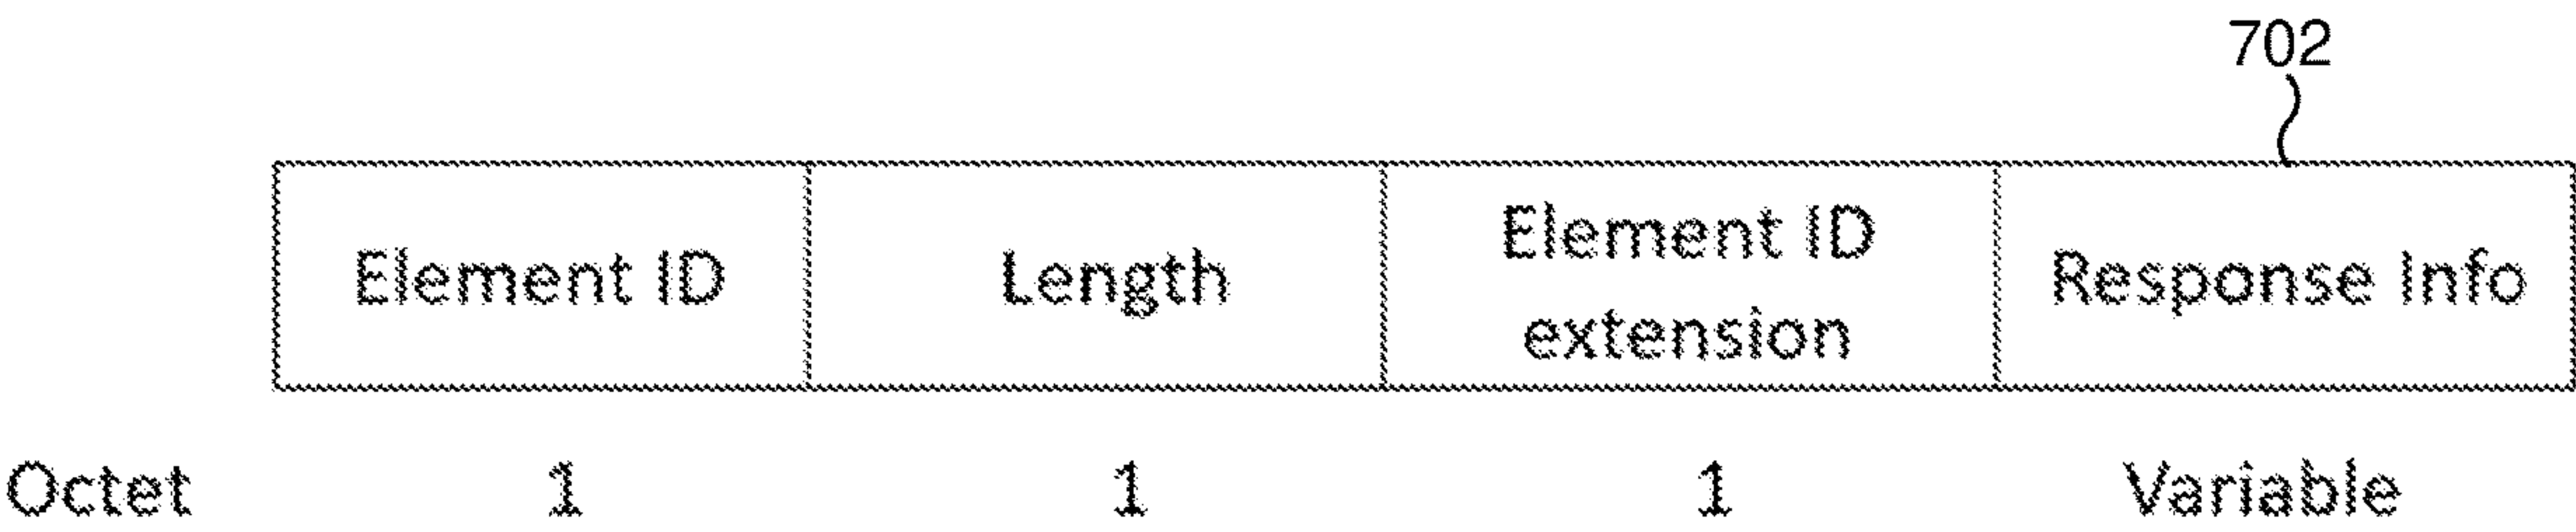 702
Element ID
Length
Element ID
extension
Response Info
Octet 1 1 1 Variable